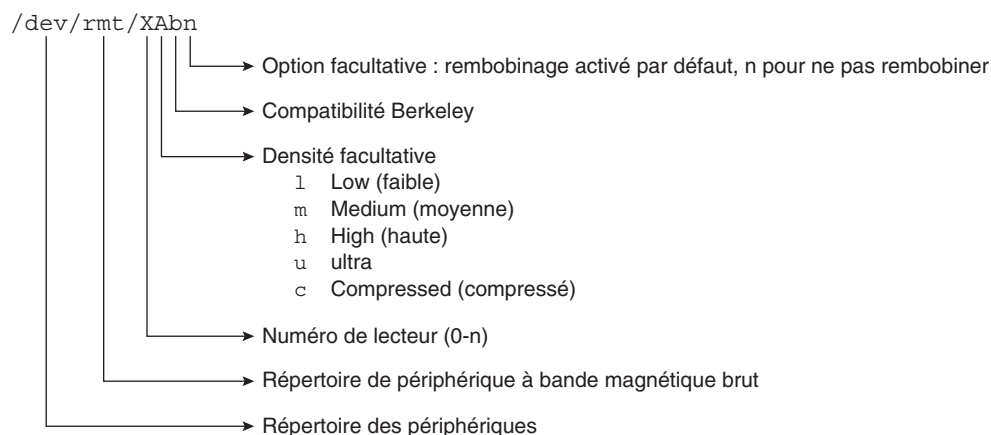 /dev/rmt/XAbn
Option facultative : rembobinage activé par défaut, n pour ne pas rembobiner
Compatibilité Berkeley
Densité facultative
l Low (faible)
m Medium (moyenne)
h High (haute)
u ultra
c Compressed (compressé)
Numéro de lecteur (0-n)
Répertoire de périphérique à bande magnétique brut
Répertoire des périphériques